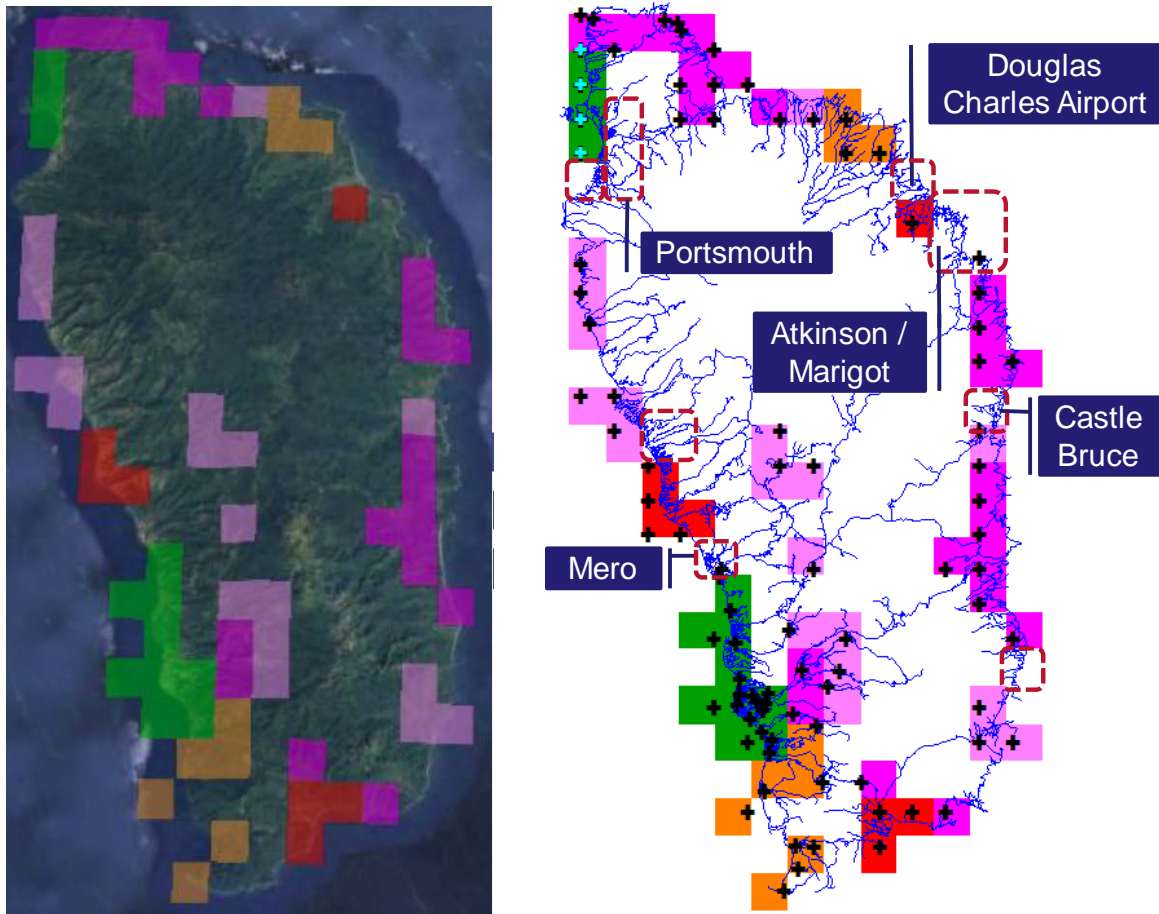 Douglas
Charles Airport
Portsmouth
Atkinson /
Marigot
Castle
Bruce
Mero